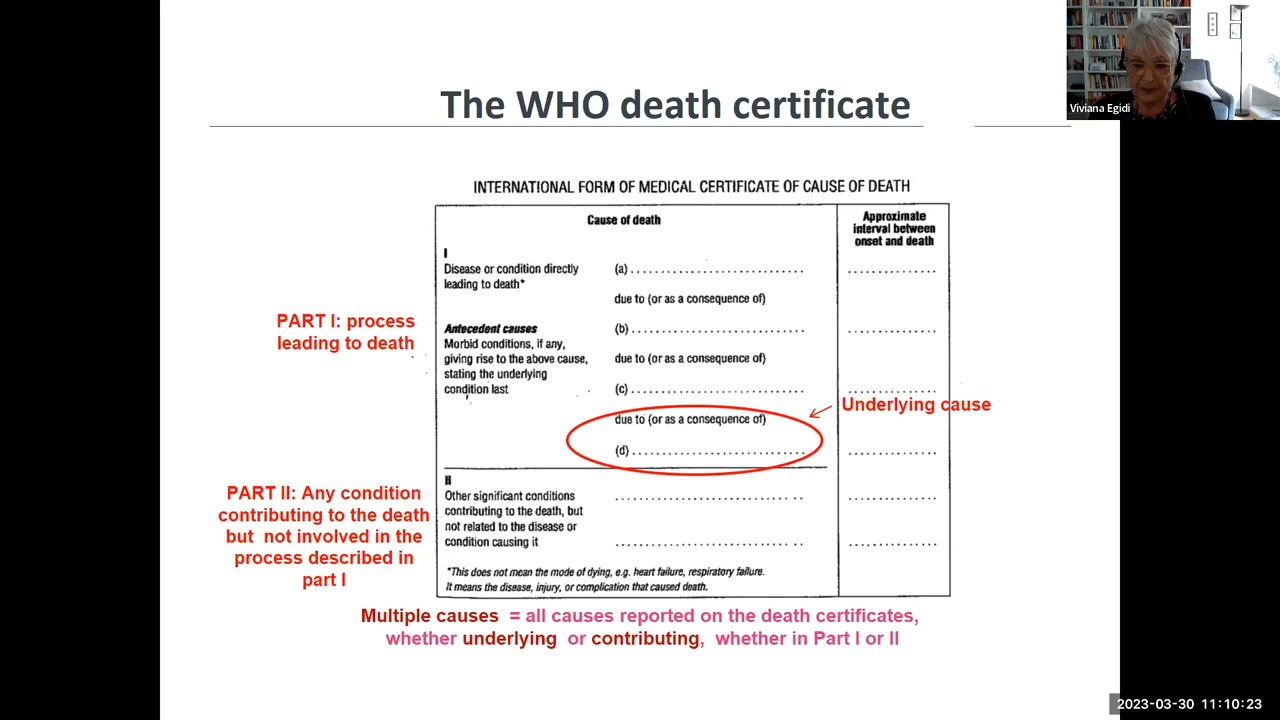 Viviana Egidi
The WHO death certificate
INTERNATIONAL FORM OF MEDICAL CERTIFICATE OF CAUSE OF DEATH
Cause of death
Approximate
interval between
onset and death
I
Disease or condition directly
leading to death*
(a) ..............................
due to (or as a consequence of)
PART I: process
leading to death
Antecedent causes
Morbid conditions, if any,
giving rise to the above cause,
stating the underlying
condition last
(b) ..............................
due to (or as a consequence of)
(c) ..............................
due to (or as a consequence of)
(d) ..............................
Underlying cause
PART II: Any condition
contributing to the death
but not involved in the
process described in
part I
II
Other significant conditions
contributing to the death, but
not related to the disease or
condition causing it
*This does not mean the mode of dying, e.g. heart failure, respiratory failure.
It means the disease, injury, or complication that caused death.
Multiple causes = all causes reported on the death certificates,
whether underlying or contributing, whether in Part I or II
2023-03-30 11:10:23